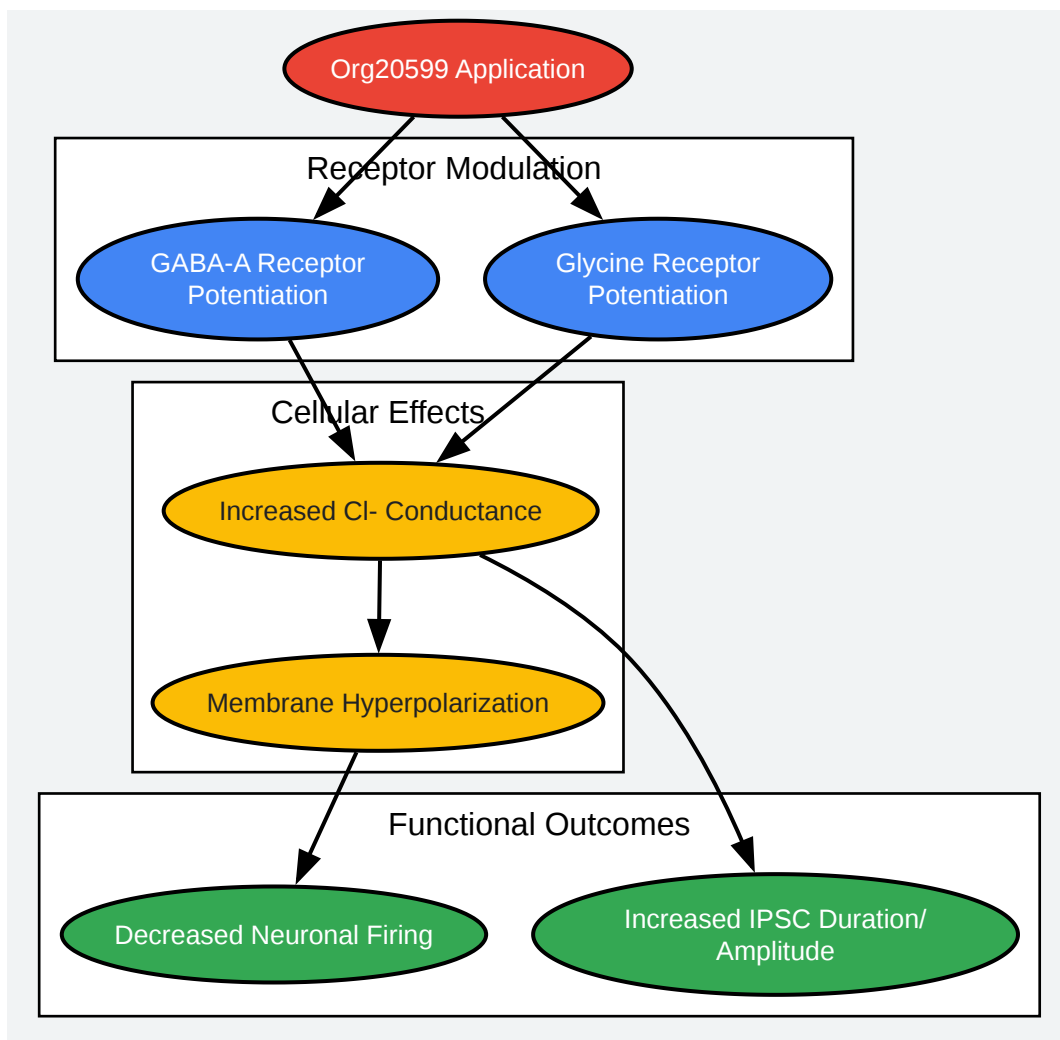 Org20599 Application
Receptor Modulation
GABA-A Receptor
Potentiation
Glycine Receptor
Potentiation
Cellular Effects
Increased Cl- Conductance
Membrane Hyperpolarization
Functional Outcomes
Decreased Neuronal Firing
Increased IPSC Duration/
Amplitude